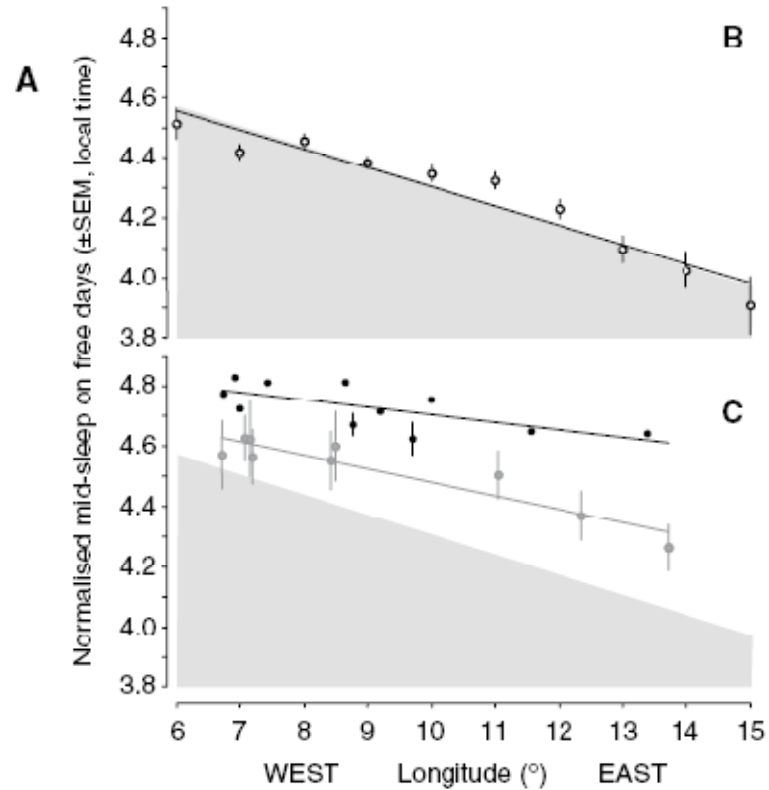 A
B
Normalised mid-sleep on free days (±SEM, local time)
4.8
4.6
4.4
4.2
4.0
3.8
C
4.8
4.6
4.4
4.2
4.0
3.8
6 7 8 9 10 11 12 13 14 15
WEST Longitude (°) EAST